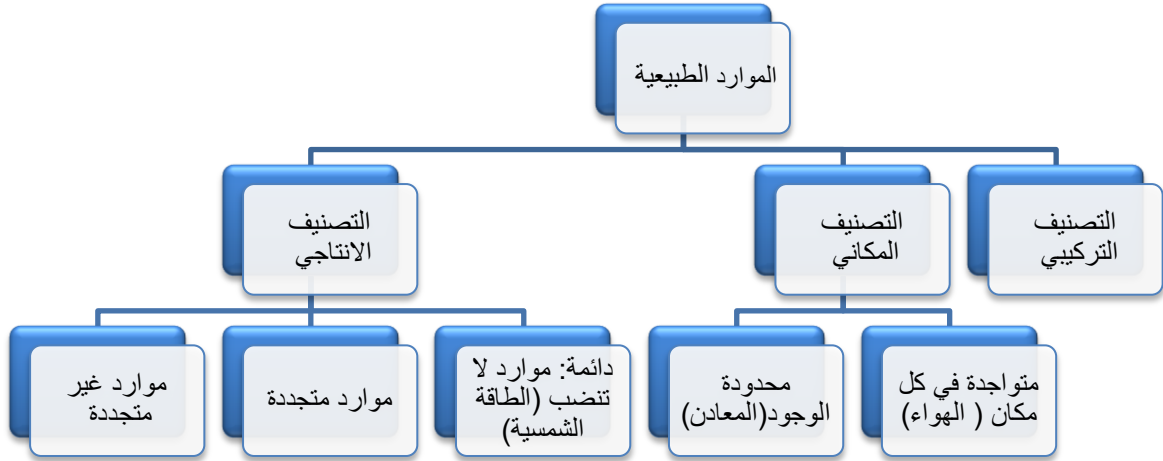 الموارد الطبيعية
التصنيف
التركيبي
التصنيف
المكاني
التصنيف
الانتاجي
متواجدة في كل
مكان ( الهواء)
محدودة
الوجود(المعادن)
دائمة: موارد لا
تنضب (الطاقة
الشمسية)
موارد متجددة
موارد غير
متجددة